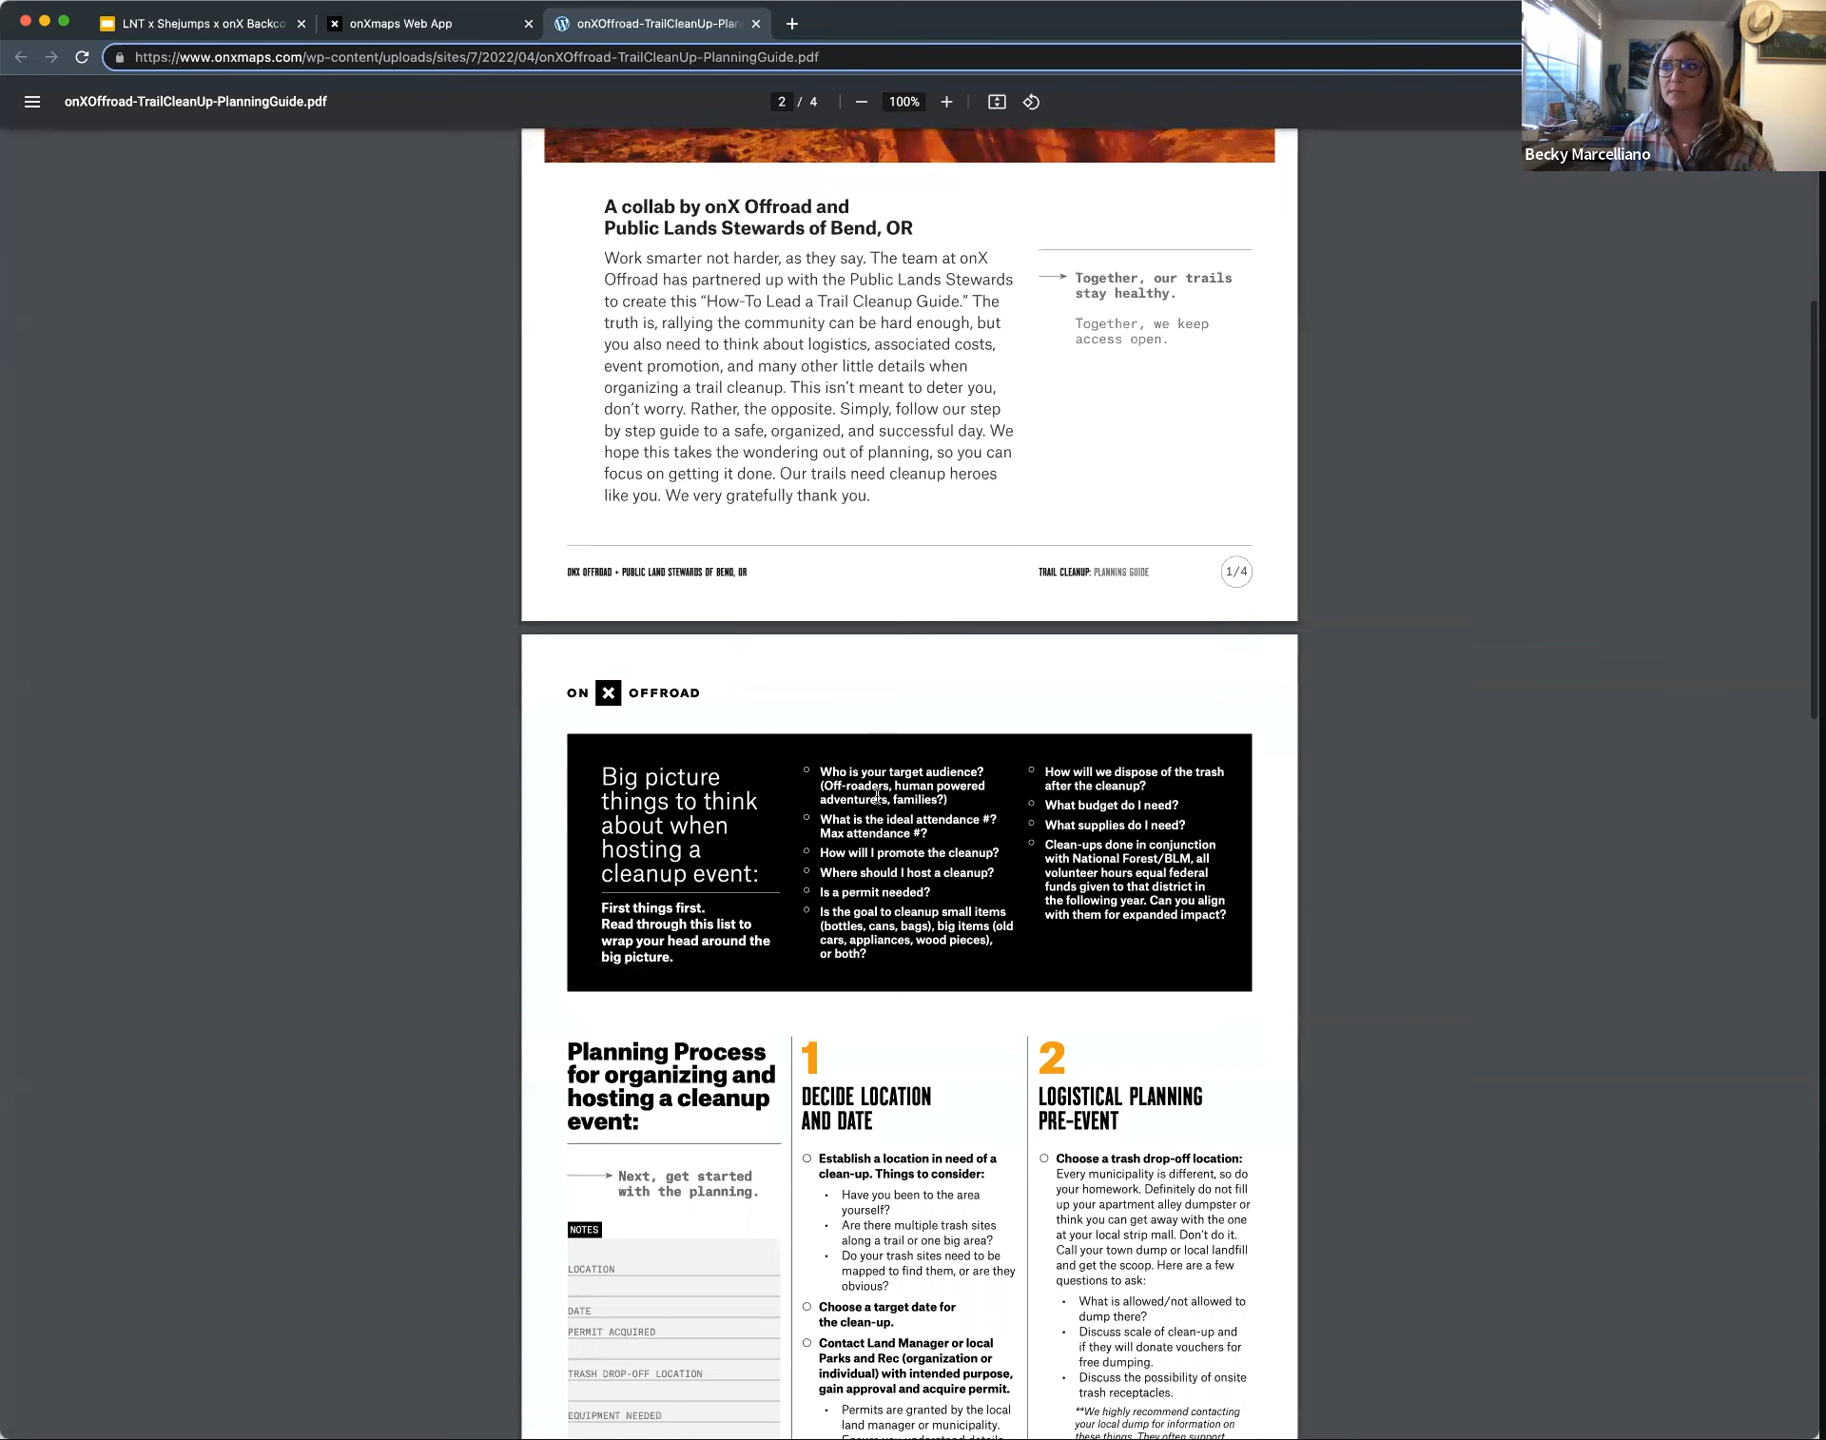 LNT x Shejumps x onX Backco
onXmaps Web App
onXOffroad-TrailCleanUp-Plan
https://www.onxmaps.com/wp-content/uploads/sites/7/2022/04/onXOffroad-TrailCleanUp-PlanningGuide.pdf
onXOffroad-TrailCleanUp-PlanningGuide.pdf
2 / 4
100%
Becky Marcelliano
A collab by onX Offroad and
Public Lands Stewards of Bend, OR
Work smarter not harder, as they say. The team at onX
Offroad has partnered up with the Public Lands Stewards
to create this “How-To Lead a Trail Cleanup Guide.” The
truth is, rallying the community can be hard enough, but
you also need to think about logistics, associated costs,
event promotion, and many other little details when
organizing a trail cleanup. This isn’t meant to deter you,
don’t worry. Rather, the opposite. Simply, follow our step
by step guide to a safe, organized, and successful day. We
hope this takes the wondering out of planning, so you can
focus on getting it done. Our trails need cleanup heroes
like you. We very gratefully thank you.
Together, our trails
stay healthy.
Together, we keep
access open.
ONX OFFROAD + PUBLIC LAND STEWARDS OF BEND, OR
TRAIL CLEANUP: PLANNING GUIDE
1/4
ON X OFFROAD
Big picture
things to think
about when
hosting a
cleanup event:
First things first.
Read through this list to
wrap your head around the
big picture.
Who is your target audience?
(Off-roaders, human powered
adventurers, families?)
What is the ideal attendance #?
Max attendance #?
How will I promote the cleanup?
Where should I host a cleanup?
Is a permit needed?
Is the goal to cleanup small items
(bottles, cans, bags), big items (old
cars, appliances, wood pieces),
or both?
How will we dispose of the trash
after the cleanup?
What budget do I need?
What supplies do I need?
Clean-ups done in conjunction
with National Forest/BLM, all
volunteer hours equal federal
funds given to that district in
the following year. Can you align
with them for expanded impact?
Planning Process
for organizing and
hosting a cleanup
event:
Next, get started
with the planning.
NOTES
LOCATION
DATE
PERMIT ACQUIRED
TRASH DROP-OFF LOCATION
EQUIPMENT NEEDED
1
DECIDE LOCATION
AND DATE
Establish a location in need of a
clean-up. Things to consider:
• Have you been to the area
yourself?
• Are there multiple trash sites
along a trail or one big area?
• Do your trash sites need to be
mapped to find them, or are they
obvious?
Choose a target date for
the clean-up.
Contact Land Manager or local
Parks and Rec (organization or
individual) with intended purpose,
gain approval and acquire permit.
• Permits are granted by the local
land manager or municipality.
2
LOGISTICAL PLANNING
PRE-EVENT
Choose a trash drop-off location:
Every municipality is different, so do
your homework. Definitely do not fill
up your apartment alley dumpster or
think you can get away with the one
at your local strip mall. Don’t do it.
Call your town dump or local landfill
and get the scoop. Here are a few
questions to ask:
• What is allowed/not allowed to
dump there?
• Discuss scale of clean-up and
if they will donate vouchers for
free dumping.
• Discuss the possibility of onsite
trash receptacles.
**We highly recommend contacting
your local dump for information on
these things. They often support